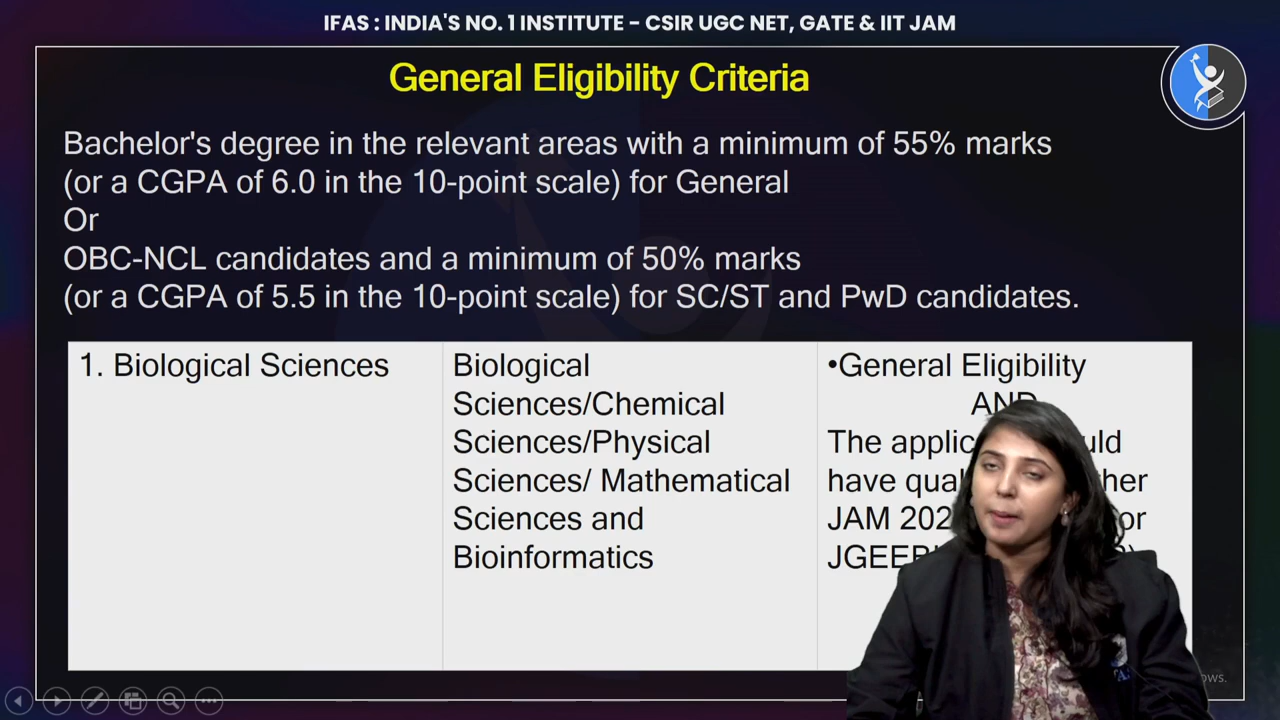 IFAS : INDIA'S NO. 1 INSTITUTE – CSIR UGC NET, GATE & IIT JAM
General Eligibility Criteria
Bachelor's degree in the relevant areas with a minimum of 55% marks
(or a CGPA of 6.0 in the 10-point scale) for General
Or
OBC-NCL candidates and a minimum of 50% marks
(or a CGPA of 5.5 in the 10-point scale) for SC/ST and PwD candidates.
1. Biological Sciences
Biological
Sciences/Chemical
Sciences/Physical
Sciences/ Mathematical
Sciences and
Bioinformatics
•General Eligibility
AND
The
have
JAM or